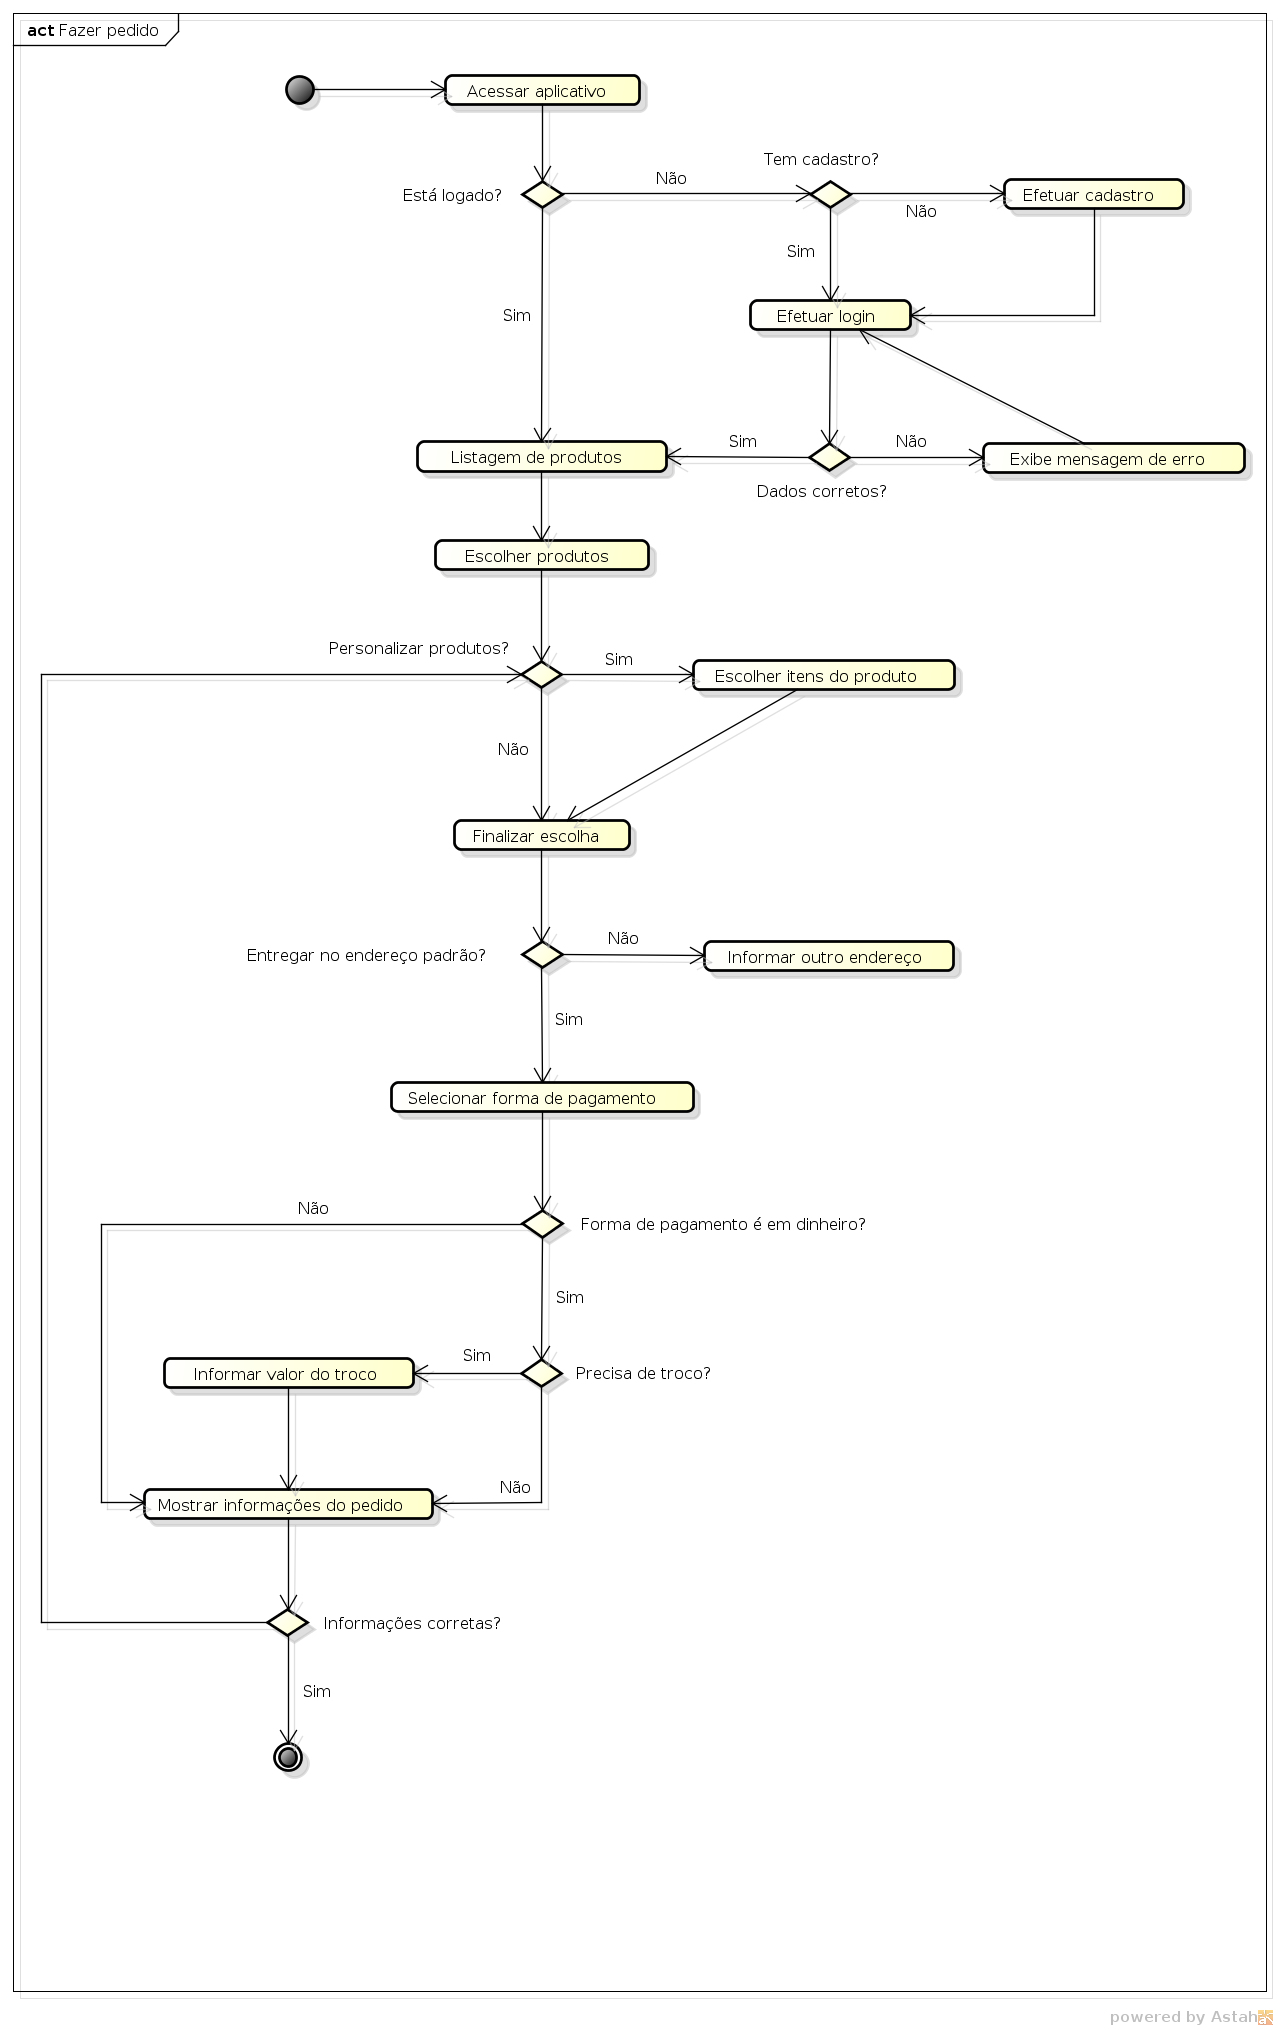 act Fazer pedido
Acessar aplicativo
Tem cadastro?
Está logado?
Não
Efetuar cadastro
Não
Sim
Sim
Efetuar login
Sim
Não
Listagem de produtos
Exibe mensagem de erro
Dados corretos?
Escolher produtos
Personalizar produtos?
Sim
Escolher itens do produto
Não
Finalizar escolha
Entregar no endereço padrão?
Não
Informar outro endereço
Sim
Selecionar forma de pagamento
Não
Forma de pagamento é em dinheiro?
Sim
Sim
Informar valor do troco
Precisa de troco?
Não
Mostrar informações do pedido
Informações corretas?
Sim
powered by Astah